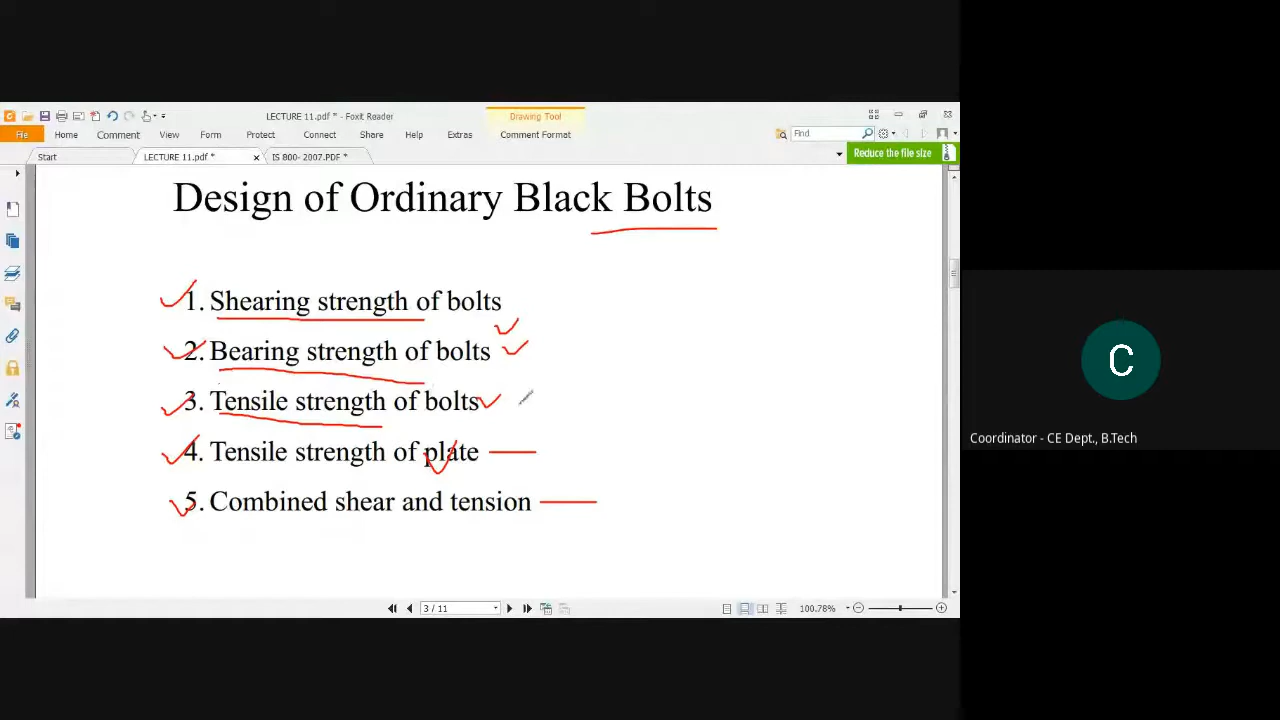 LECTURE 11.pdf * - Foxit Reader
Drawing Tool
File
Home
Comment
View
Form
Protect
Connect
Share
Help
Extras
Comment Format
Find
Start
LECTURE 11.pdf *
IS 800- 2007.PDF *
Reduce the file size
Design of Ordinary Black Bolts
1. Shearing strength of bolts
2. Bearing strength of bolts
3. Tensile strength of bolts
4. Tensile strength of plate
5. Combined shear and tension
C
Coordinator - CE Dept., B.Tech
3 / 11
100.78%